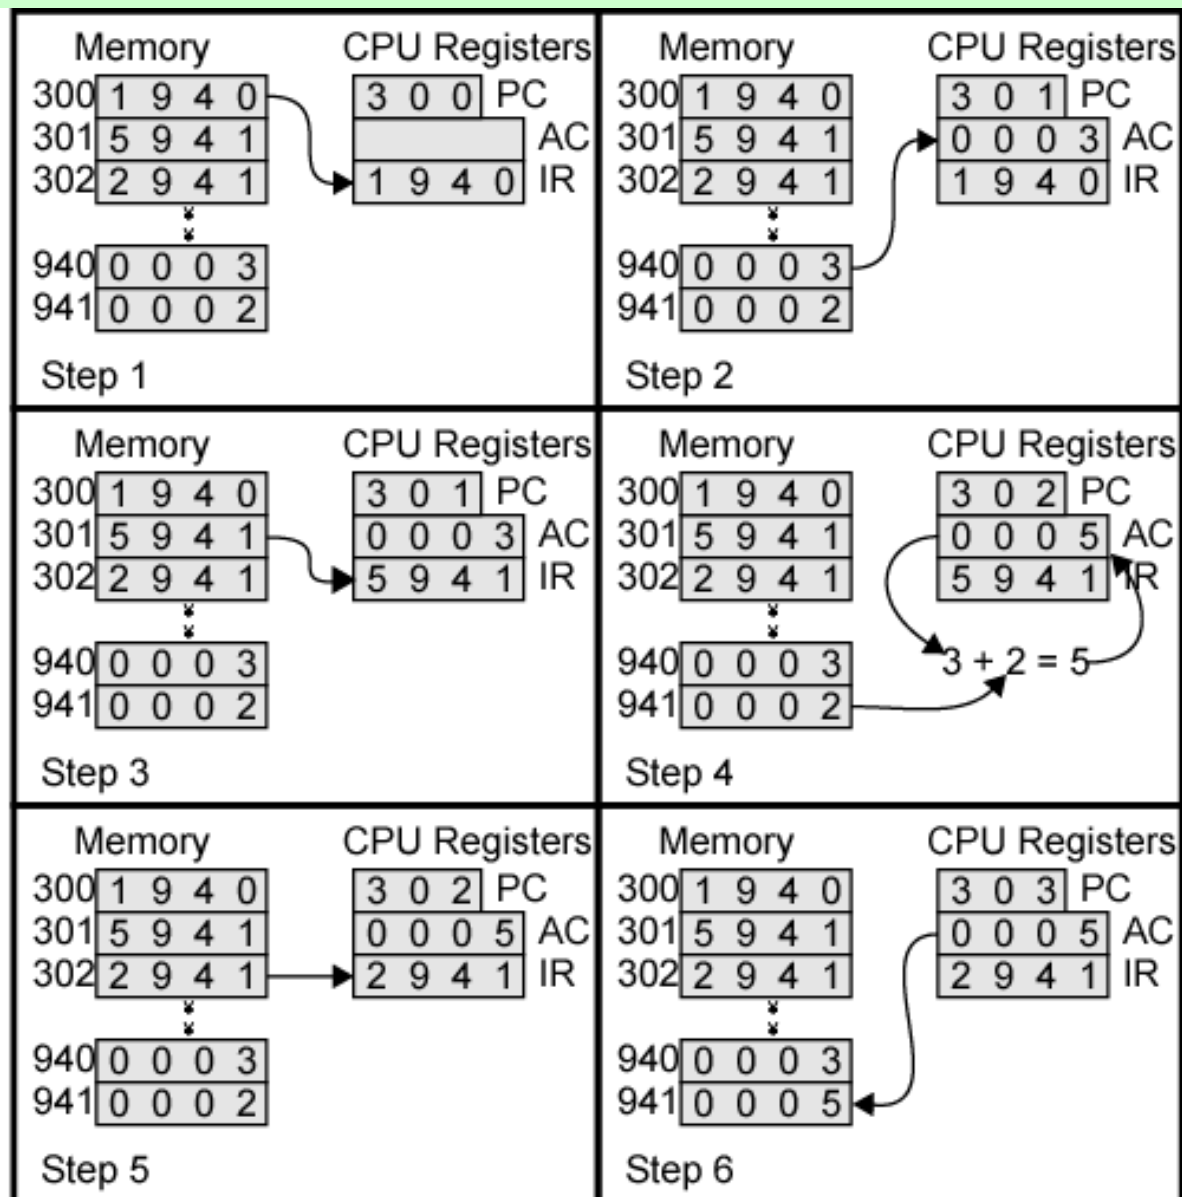 Memory CPU Registers
300 1 9 4 0 3 0 0 PC
301 5 9 4 1 AC
302 2 9 4 1 1 9 4 0 IR
940 0 0 0 3
941 0 0 0 2
Step 1
Memory CPU Registers
300 1 9 4 0 3 0 1 PC
301 5 9 4 1 0 0 0 3 AC
302 2 9 4 1 1 9 4 0 IR
940 0 0 0 3
941 0 0 0 2
Step 2
Memory CPU Registers
300 1 9 4 0 3 0 1 PC
301 5 9 4 1 0 0 0 3 AC
302 2 9 4 1 5 9 4 1 IR
940 0 0 0 3
941 0 0 0 2
Step 3
Memory CPU Registers
300 1 9 4 0 3 0 2 PC
301 5 9 4 1 0 0 0 5 AC
302 2 9 4 1 5 9 4 1 IR
940 0 0 0 3 3 + 2 = 5
941 0 0 0 2
Step 4
Memory CPU Registers
300 1 9 4 0 3 0 2 PC
301 5 9 4 1 0 0 0 5 AC
302 2 9 4 1 2 9 4 1 IR
940 0 0 0 3
941 0 0 0 2
Step 5
Memory CPU Registers
300 1 9 4 0 3 0 3 PC
301 5 9 4 1 0 0 0 5 AC
302 2 9 4 1 2 9 4 1 IR
940 0 0 0 3
941 0 0 0 5
Step 6